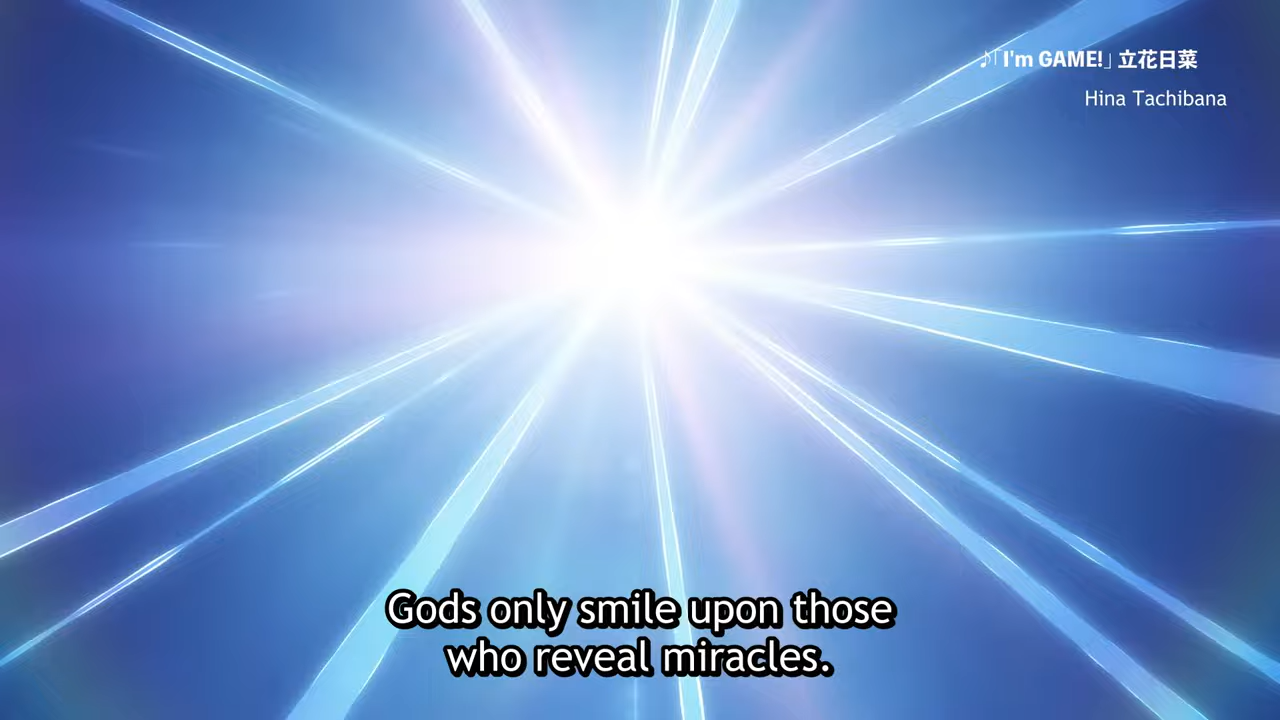 ♪「I'm GAME!」立花日菜
Hina Tachibana
Gods only smile upon those
who reveal miracles.